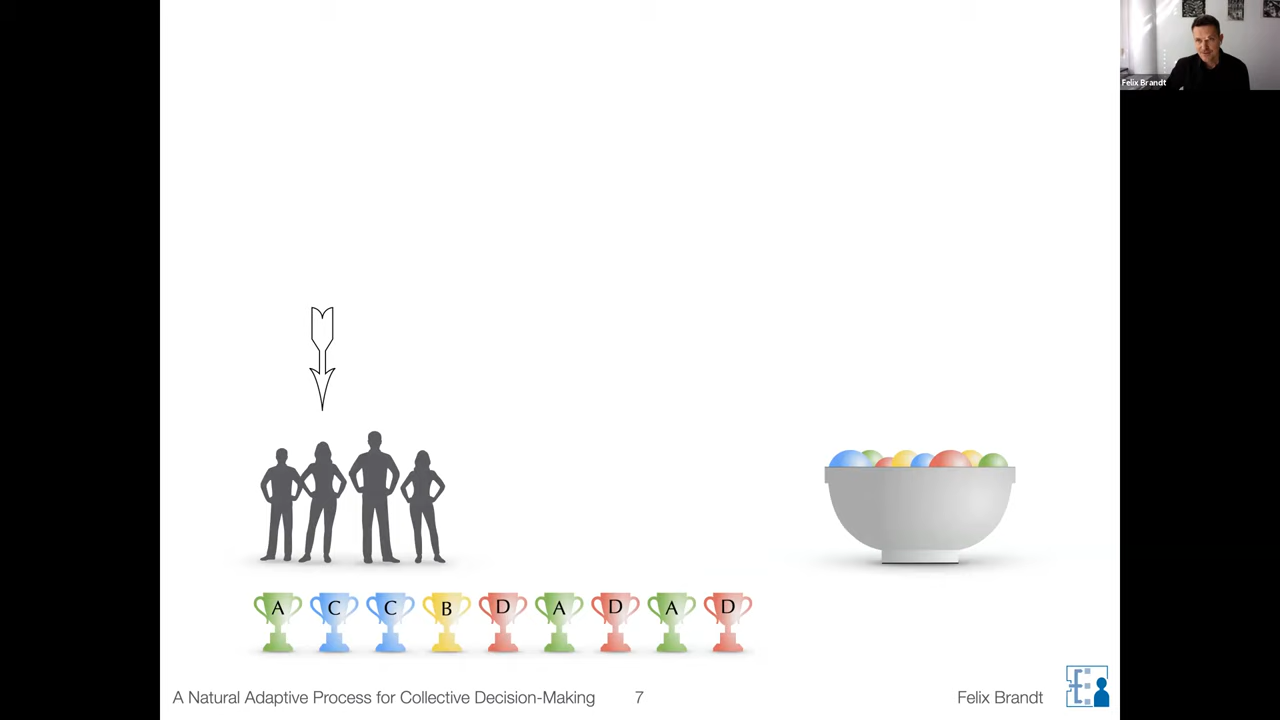 Felix Brandt
A C C B D A D A D
A Natural Adaptive Process for Collective Decision-Making 7 Felix Brandt